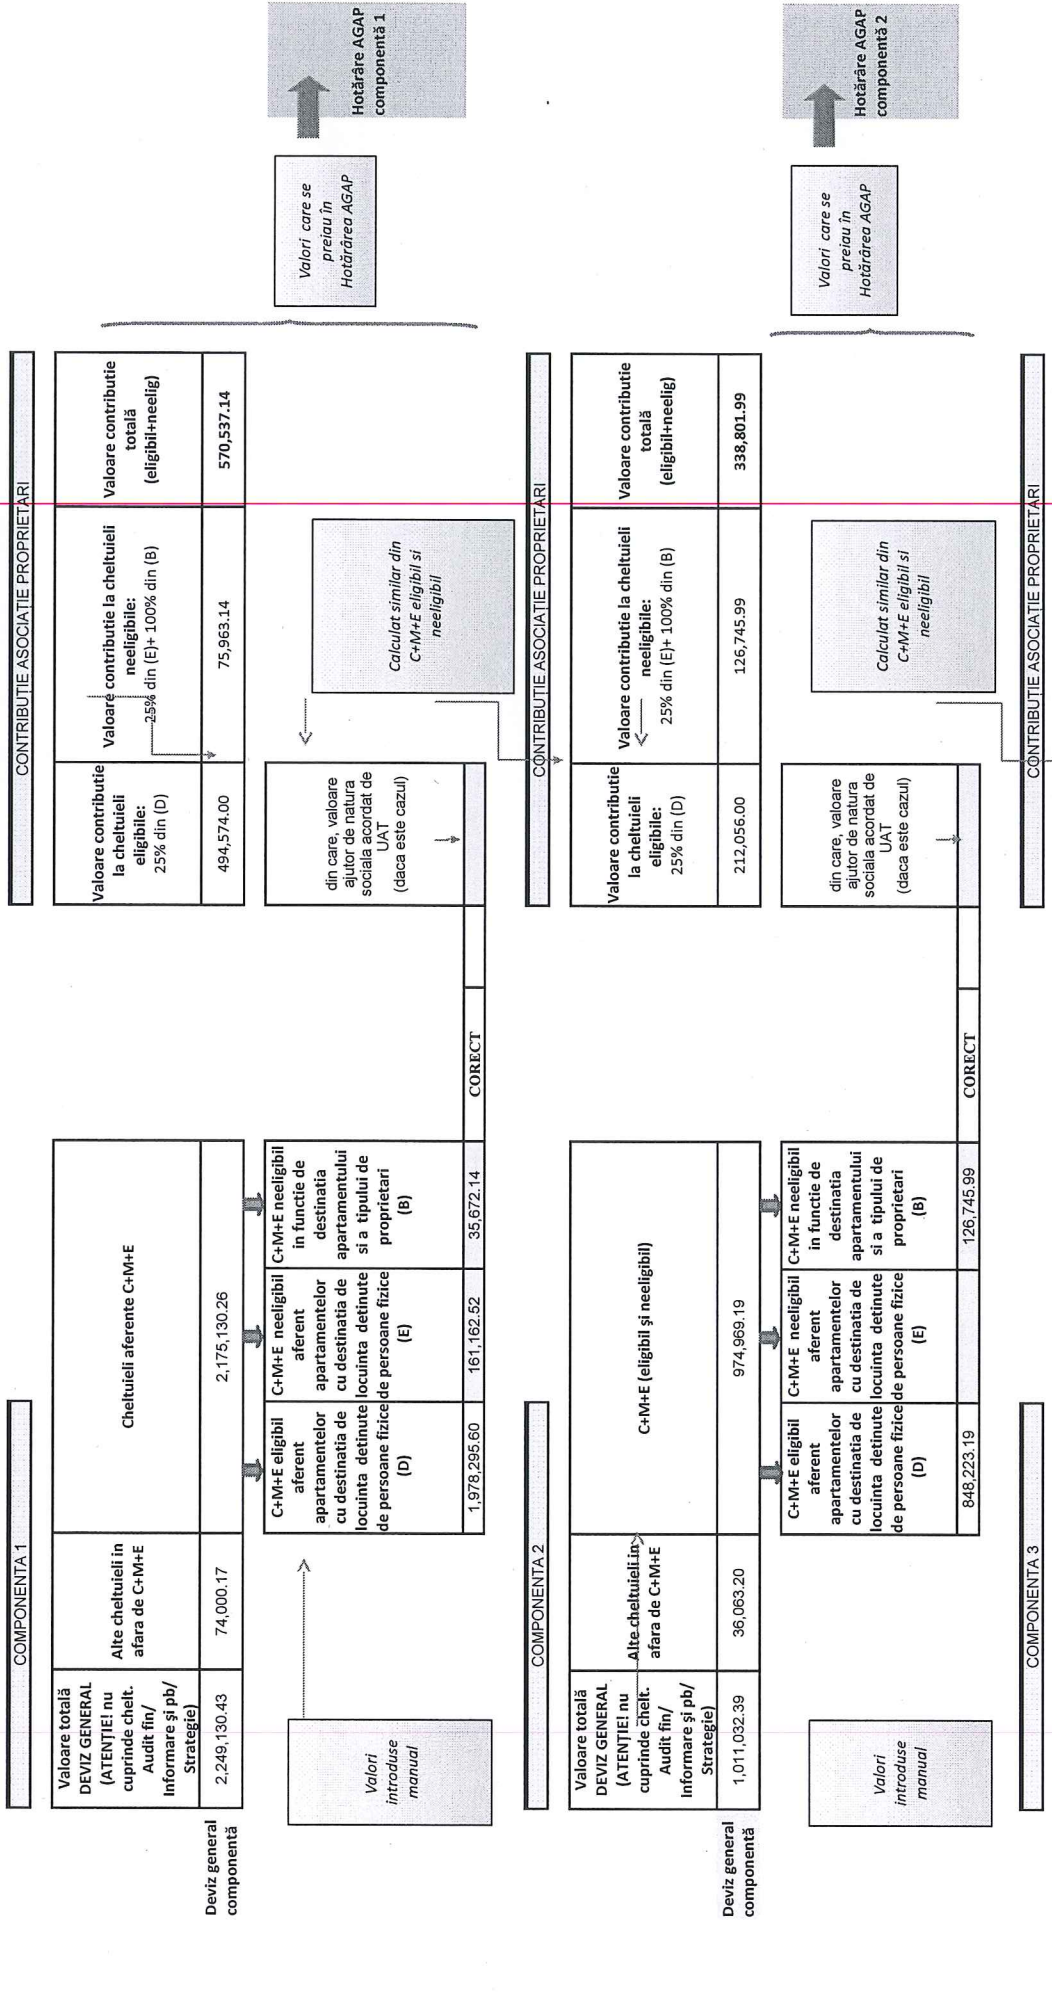 COMPONENTA 1
CONTRIBUȚIE ASOCIAȚIE PROPRIETARI
Valoare totală
DEVIZ GENERAL
(ATENȚIE! nu
cuprinde chelt.
Audit fin/
Informare și pb/
Strategie)
Alte cheltuieli in
afara de C+M+E
Cheltuieli aferente C+M+E
Valoare contributie
la cheltuieli
eligibile:
25% din (D)
Valoare contributie la cheltuieli
neeligibile:
25% din (E)+ 100% din (B)
Valoare contributie
totală
(eligibil+neelig)
Deviz general
componentă
2,249,130.43
74,000.17
2,175,130.26
494,574.00
75,963.14
570,537.14
Valori
introduse
manual
C+M+E eligibil
aferent
apartamentelor
cu destinatia de
locuinta detinute
de persoane fizice
(D)
C+M+E neeligibil
aferent
apartamentelor
cu destinatia de
locuinta detinute
de persoane fizice
(E)
C+M+E neeligibil
in functie de
destinatia
apartamentului
si a tipului de
proprietari
(B)
din care, valoare
ajutor de natura
sociala acordat de
UAT
(daca este cazul)
Calculat similar din
C+M+E eligibil si
neeligibil
Valori care se
preiau în
Hotărârea AGAP
Hotărâre AGAP
componentă 1
1,978,295.60
161,162.52
35,672.14
CORECT
COMPONENTA 2
CONTRIBUȚIE ASOCIAȚIE PROPRIETARI
Valoare totală
DEVIZ GENERAL
(ATENȚIE! nu
cuprinde chelt.
Audit fin/
Informare și pb/
Strategie)
Alte cheltuieli in
afara de C+M+E
C+M+E (eligibil și neeligibil)
Valoare contributie
la cheltuieli
eligibile:
25% din (D)
Valoare contributie la cheltuieli
neeligibile:
25% din (E)+ 100% din (B)
Valoare contributie
totală
(eligibil+neelig)
Deviz general
componentă
1,011,032.39
36,063.20
974,969.19
212,056.00
126,745.99
338,801.99
Valori
introduse
manual
C+M+E eligibil
aferent
apartamentelor
cu destinatia de
locuinta detinute
de persoane fizice
(D)
C+M+E neeligibil
aferent
apartamentelor
cu destinatia de
locuinta detinute
de persoane fizice
(E)
C+M+E neeligibil
in functie de
destinatia
apartamentului
si a tipului de
proprietari
(B)
din care, valoare
ajutor de natura
sociala acordat de
UAT
(daca este cazul)
Calculat similar din
C+M+E eligibil si
neeligibil
Valori care se
preiau în
Hotărârea AGAP
Hotărâre AGAP
componentă 2
848,223.19
126,745.99
CORECT
COMPONENTA 3
CONTRIBUȚIE ASOCIAȚIE PROPRIETARI